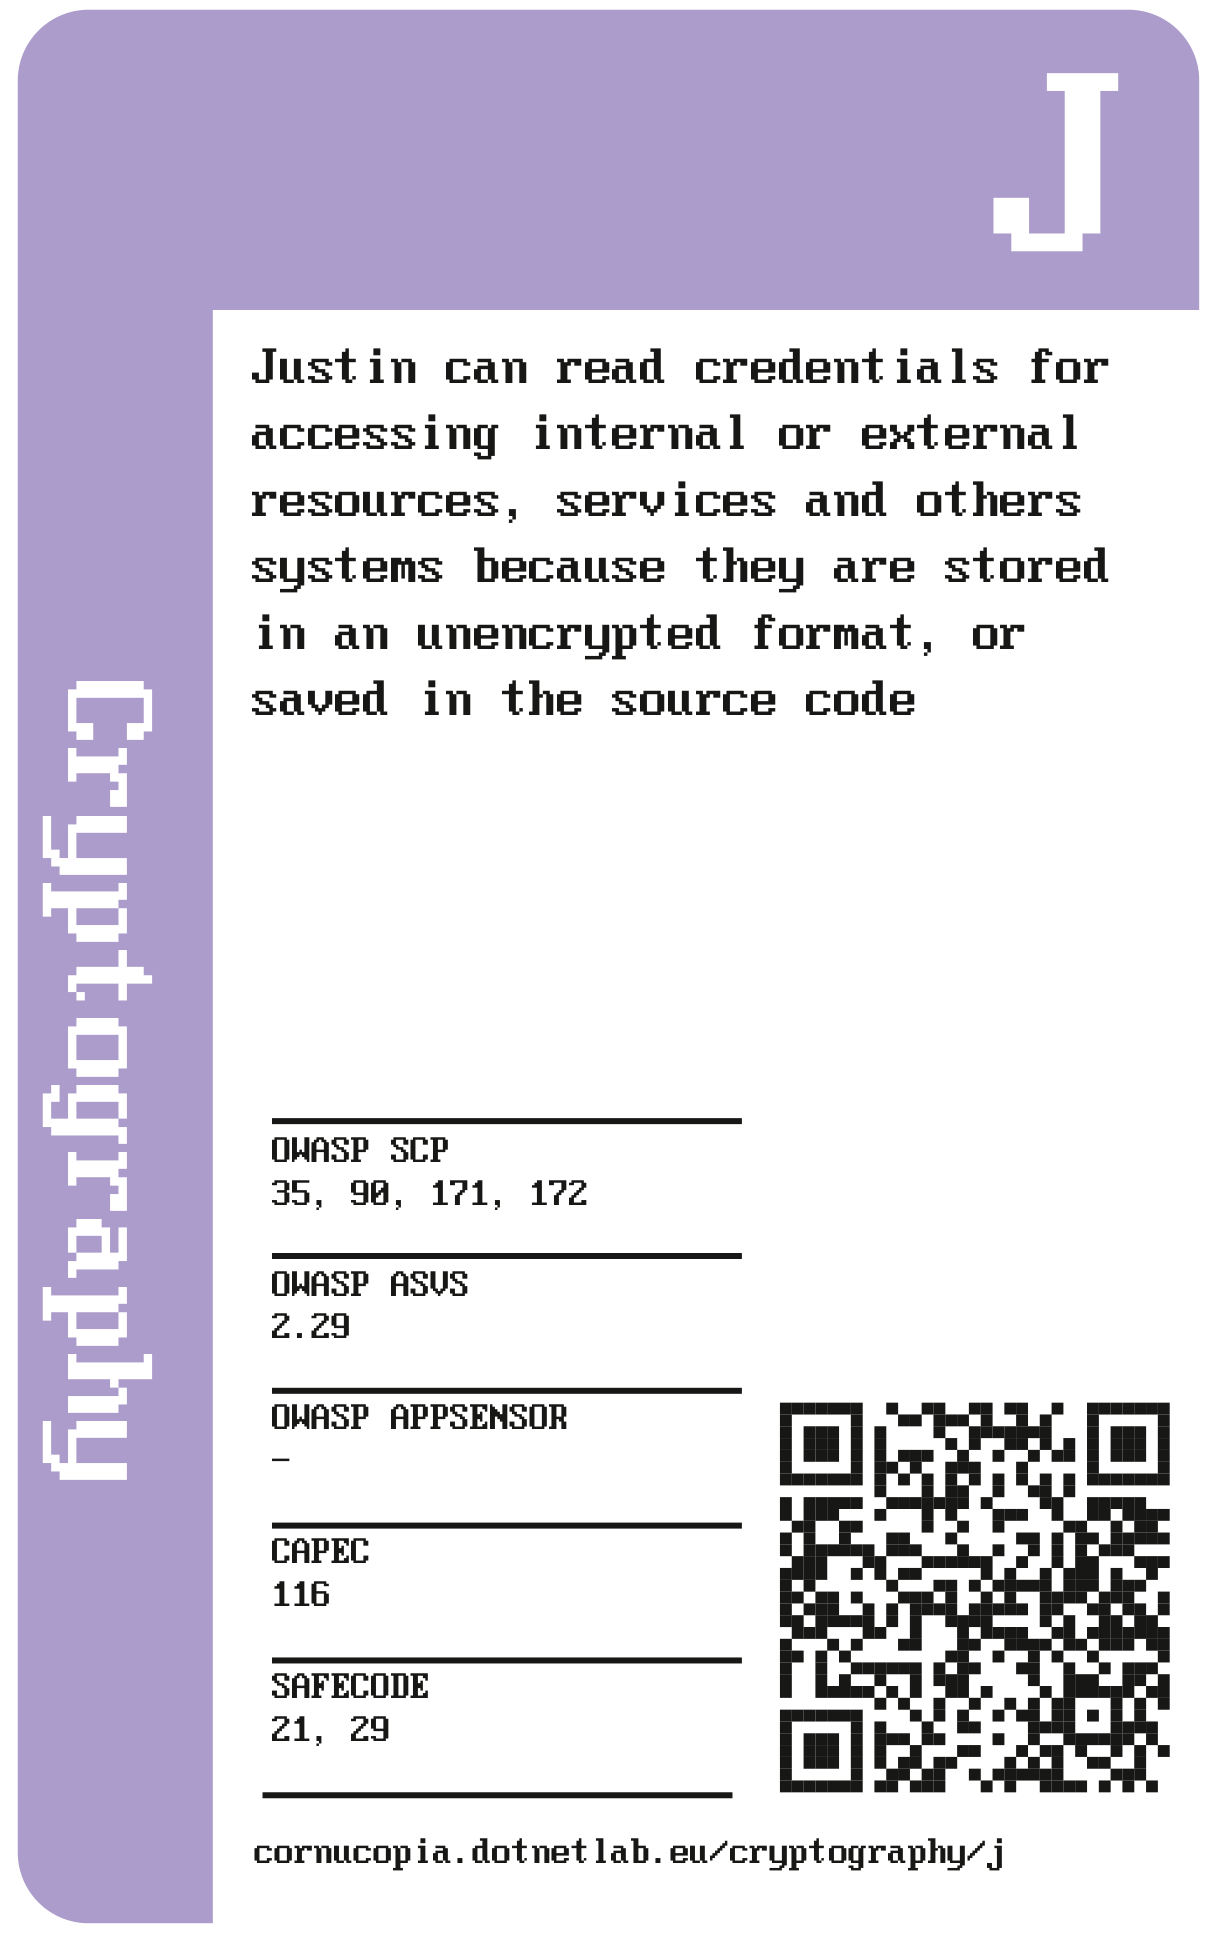 J
Justin can read credentials for
accessing internal or external
resources, services and others
systems because they are stored
in an unencrypted format, or
saved in the source code
Cryptography
OWASP SCP
35, 90, 171, 172
OWASP ASVS
2.29
OWASP APPSENSOR
–
CAPEC
116
SAFECODE
21, 29
cornucopia.dotnetlab.eu/cryptography/j